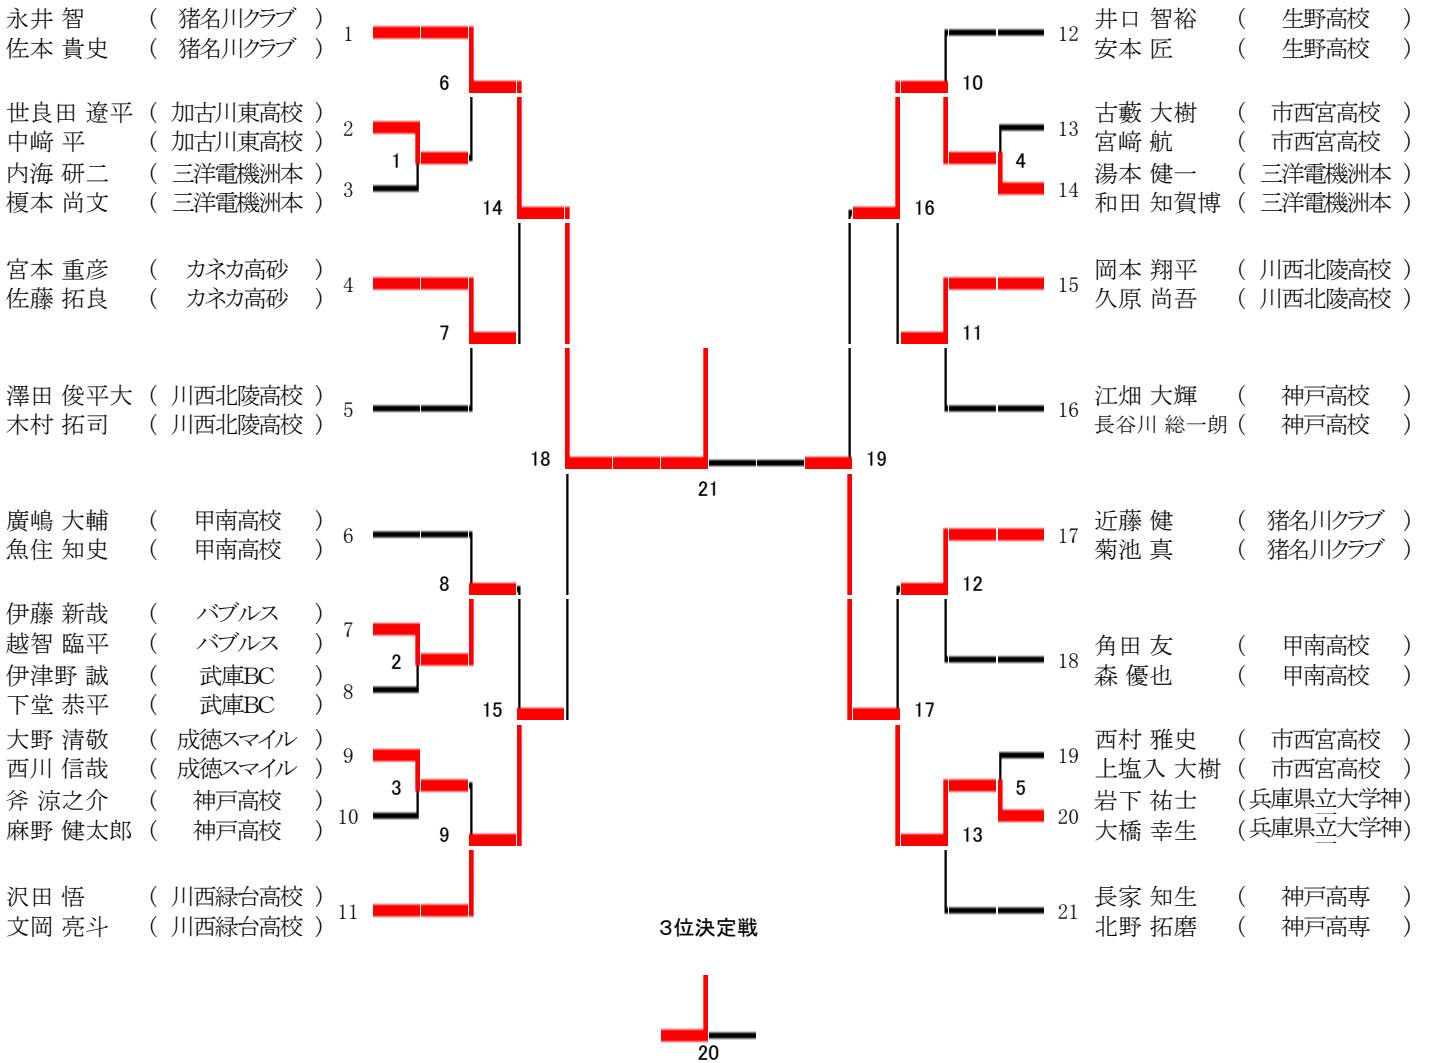 永井 智 ( 猪名川クラブ ) 1
佐本 貴史 ( 猪名川クラブ )
6
世良田 遼平 ( 加古川東高校 ) 2
中﨑 平 ( 加古川東高校 )
1
内海 研二 ( 三洋電機洲本 ) 3
榎本 尚文 ( 三洋電機洲本 )
14
宮本 重彦 ( カネカ高砂 ) 4
佐藤 拓良 ( カネカ高砂 )
7
澤田 俊平大 ( 川西北陵高校 ) 5
木村 拓司 ( 川西北陵高校 )
18
廣嶋 大輔 ( 甲南高校 ) 6
魚住 知史 ( 甲南高校 )
8
伊藤 新哉 ( バブルス ) 7
越智 臨平 ( バブルス )
2
伊津野 誠 ( 武庫BC ) 8
下堂 恭平 ( 武庫BC )
15
大野 清敬 ( 成徳スマイル ) 9
西川 信哉 ( 成徳スマイル )
3
斧 涼之介 ( 神戸高校 ) 10
麻野 健太郎 ( 神戸高校 )
9
沢田 悟 ( 川西緑台高校 ) 11
文岡 亮斗 ( 川西緑台高校 )
21
12 井口 智裕 ( 生野高校 )
安本 匠 ( 生野高校 )
10
13 古藪 大樹 ( 市西宮高校 )
宮﨑 航 ( 市西宮高校 )
4
14 湯本 健一 ( 三洋電機洲本 )
和田 知賀博 ( 三洋電機洲本 )
16
15 岡本 翔平 ( 川西北陵高校 )
久原 尚吾 ( 川西北陵高校 )
11
16 江畑 大輝 ( 神戸高校 )
長谷川 総一朗 ( 神戸高校 )
19
17 近藤 健 ( 猪名川クラブ )
菊池 真 ( 猪名川クラブ )
12
18 角田 友 ( 甲南高校 )
森 優也 ( 甲南高校 )
17
19 西村 雅史 ( 市西宮高校 )
上塩入 大樹 ( 市西宮高校 )
5
20 岩下 祐士 (兵庫県立大学神)
大橋 幸生 (兵庫県立大学神)
13
21 長家 知生 ( 神戸高専 )
北野 拓磨 ( 神戸高専 )
3位決定戦
20